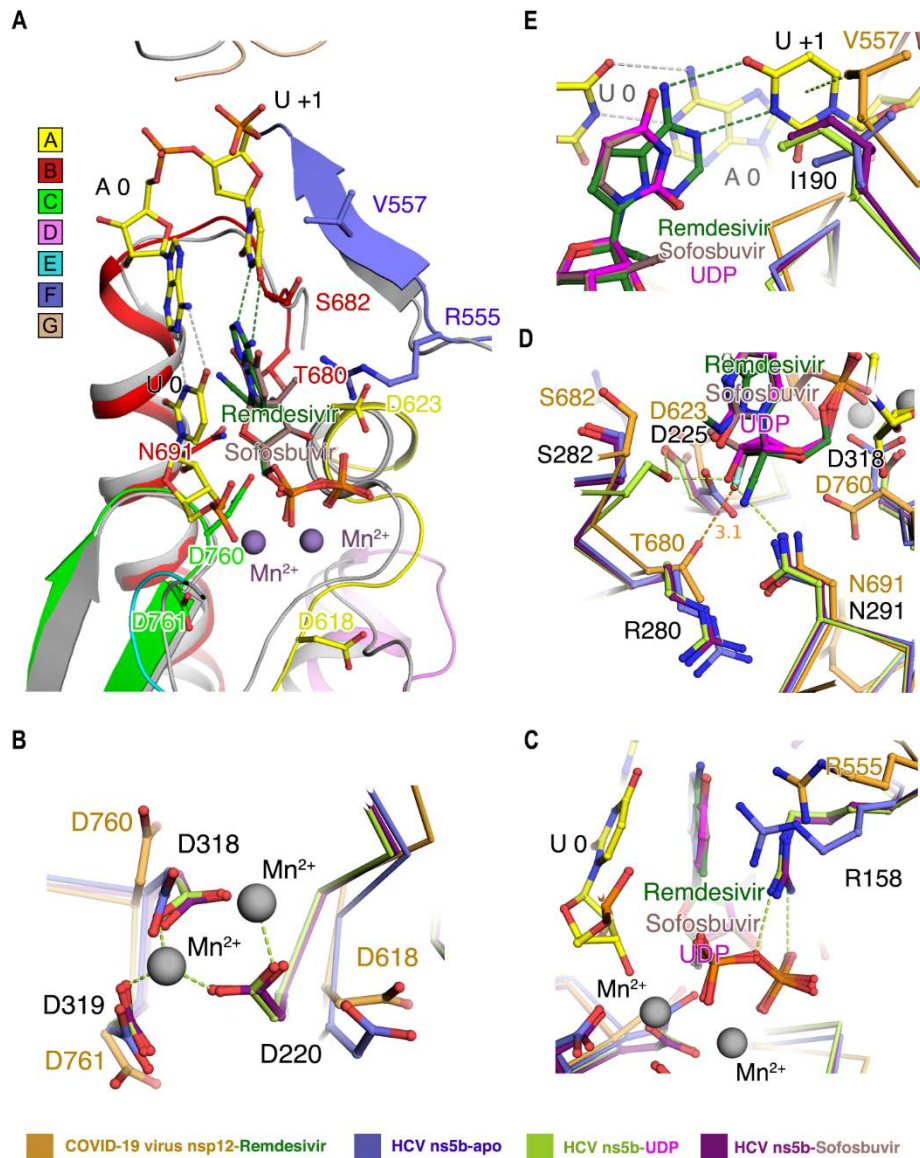 A
U +1
A 0
A
B
C
D
E
F
G
V557
S682
R555
U 0
T680
D623
Remdesivir
N691
Sofosbuvir
D760
Mn²⁺
Mn²⁺
D761
D618
E
U +1
V557
U 0
A 0
I190
Remdesivir
Sofosbuvir
UDP
D
Remdesivir
S682
D623
Sofosbuvir
UDP
S282
D225
D318
D760
3.1
T680
N691
N291
R280
B
D760
D318
Mn²⁺
Mn²⁺
D618
D319
D220
D761
C
R555
U 0
R158
Remdesivir
Sofosbuvir
UDP
Mn²⁺
Mn²⁺
COVID-19 virus nsp12-Remdesivir HCV ns5b-apo HCV ns5b-UDP HCV ns5b-Sofosbuvir